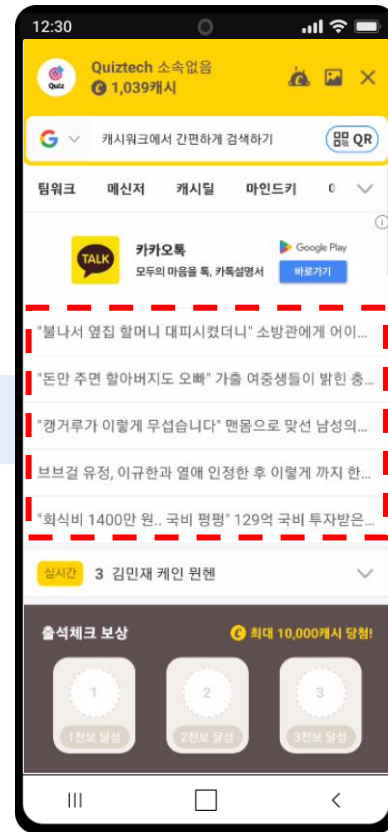 12:30
Quiz
Quiztech 소속없음
1,039캐시
G
캐시워크에서 간편하게 검색하기
QR
팀워크 메신저 캐시딜 마인드키
TALK
카카오톡
모두의 마음을 톡, 카톡설명서
Google Play
바로가기
"불나서 옆집 할머니 대피시켰더니" 소방관에게 어이...
"돈만 주면 할아버지도 오빠" 가출 여중생들이 밝힌 충...
"캥거루가 이렇게 무섭습니다" 맨몸으로 맞선 남성의...
브브걸 유정, 이규한과 열애 인정한 후 이렇게 까지 한...
"회식비 1400만 원.. 국비 펑펑" 129억 국비 투자받은...
실시간 3 김민재 케인 뮌헨
출석체크 보상
최대 10,000캐시 당첨!
1 2 3
1천보 달성 2천보 달성 3천보 달성